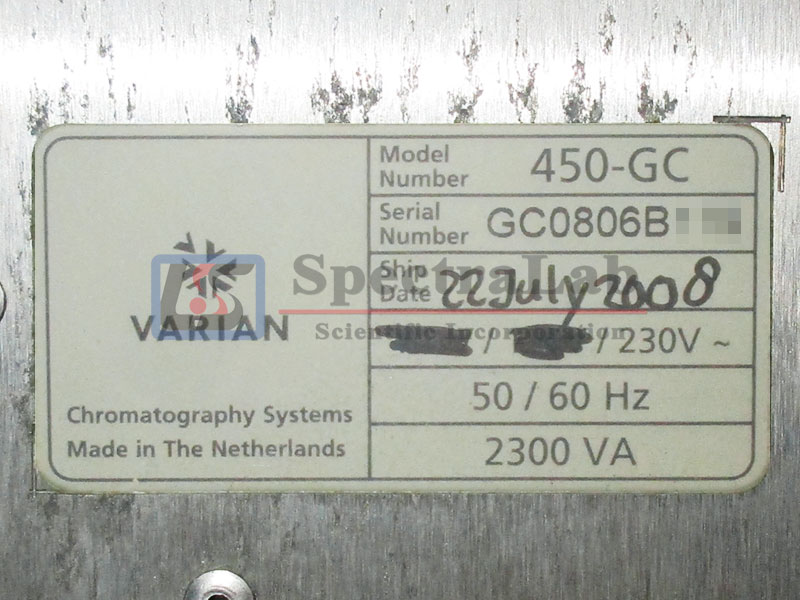 Model Number 450-GC
Serial Number GC0806B
Ship Date 22 July 2008
/ / 230V ~
50 / 60 Hz
2300 VA
VARIAN
Chromatography Systems
Made in The Netherlands
SpectraLab
Scientific Incorporation